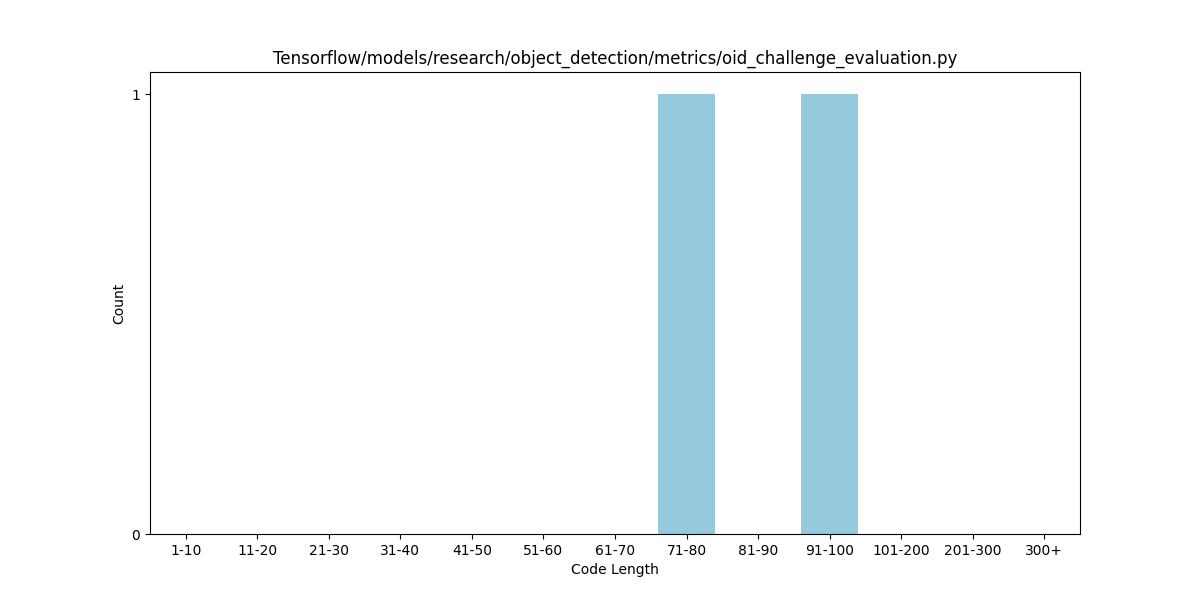 Tensorflow/models/research/object_detection/metrics/oid_challenge_evaluation.py
1
Count
0
1-10 11-20 21-30 31-40 41-50 51-60 61-70 71-80 81-90 91-100 101-200 201-300 300+
Code Length